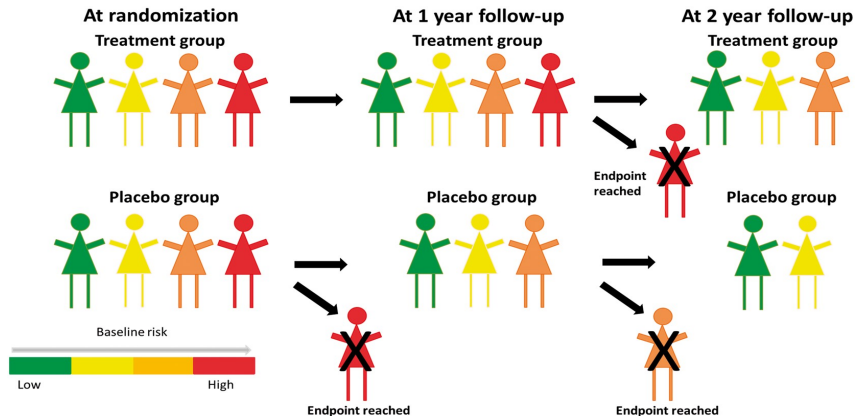 At randomization
At 1 year follow-up
At 2 year follow-up
Treatment group
Treatment group
Treatment group
Endpoint
reached
Placebo group
Placebo group
Placebo group
Baseline risk
Low
High
Endpoint reached
Endpoint reached